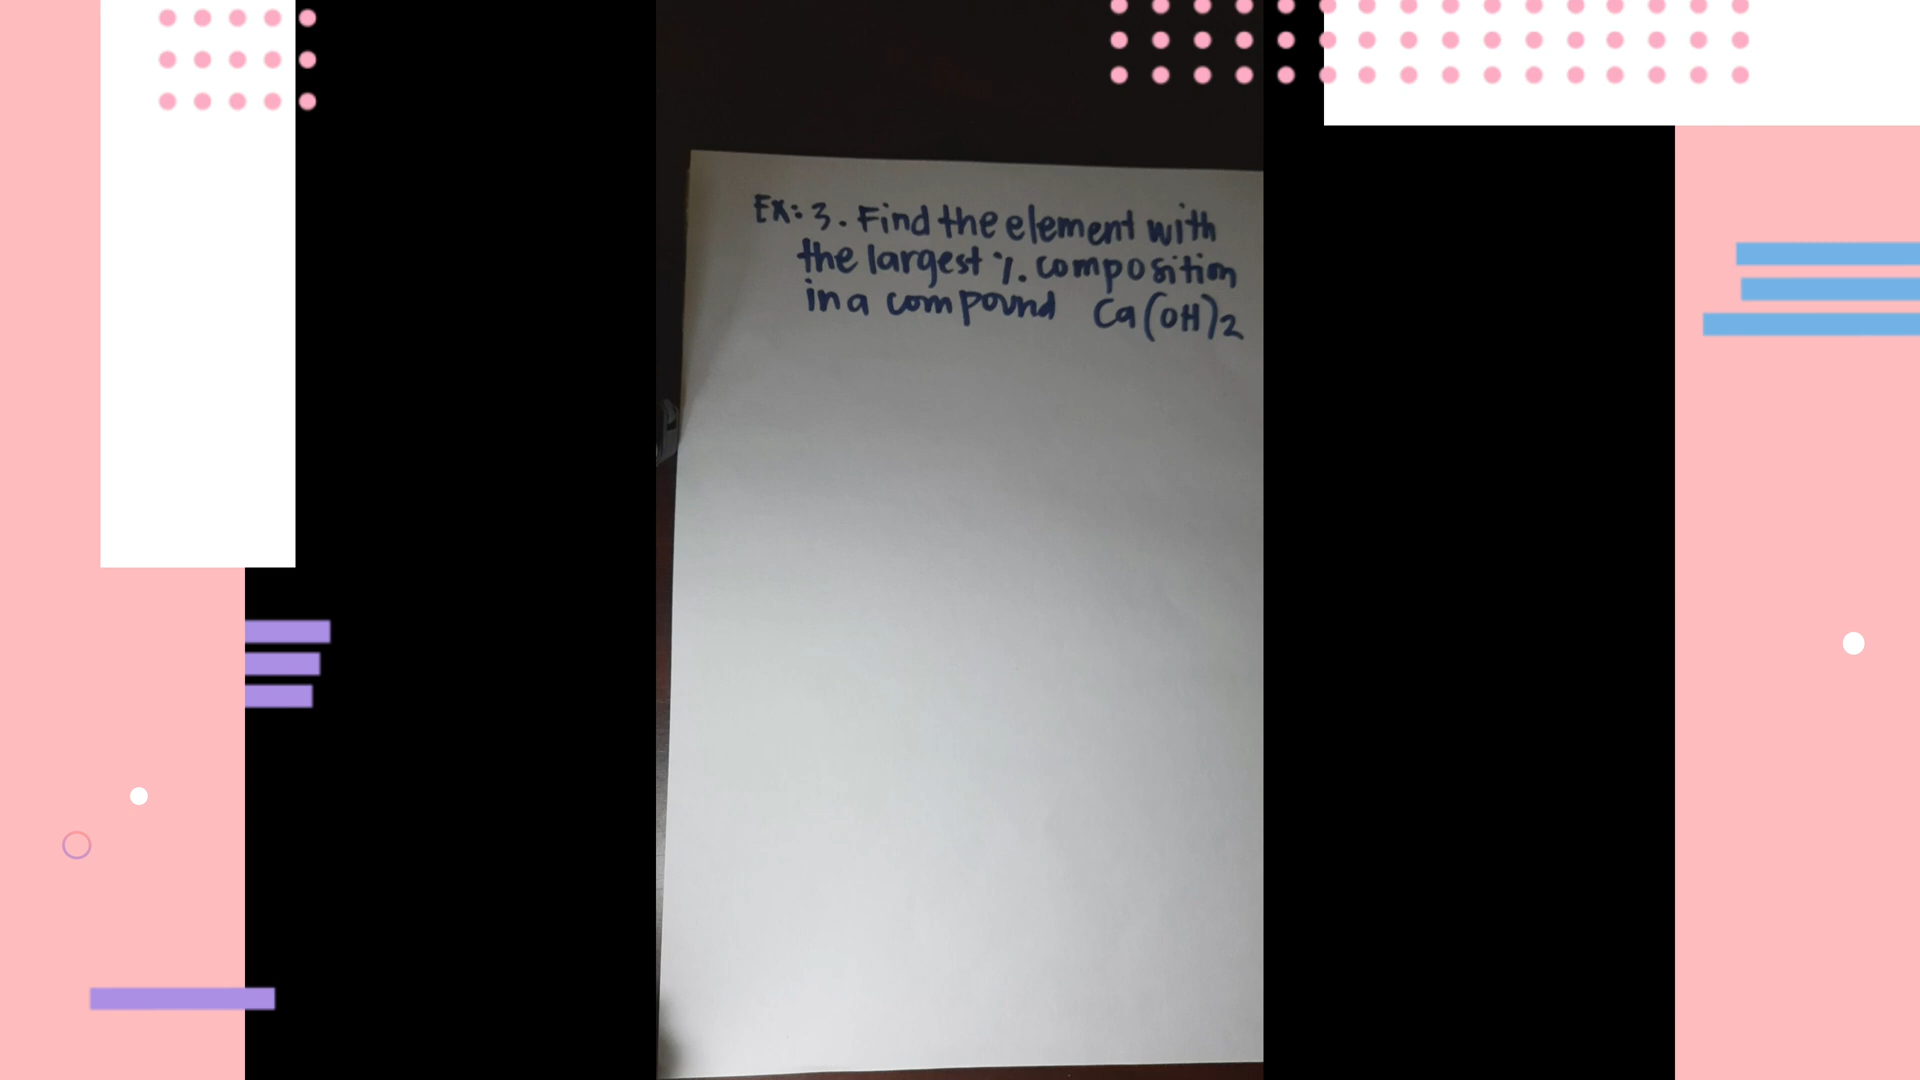 Ex: 3. Find the element with
the largest %. composition
in a compound Ca(OH)2